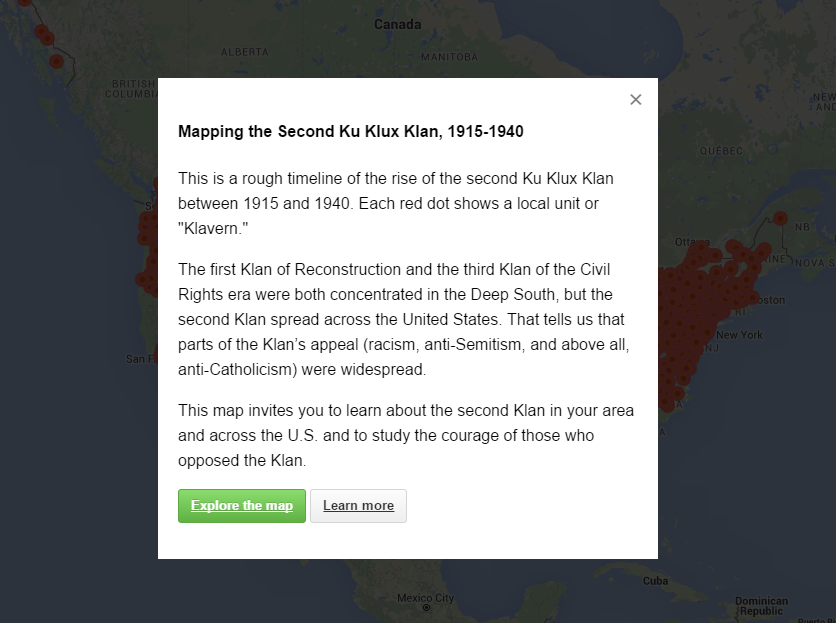 Canada
ALBERTA
MANITOBA
BRITISH
QUEBEC
NB
NOVA S
Mapping the Second Ku Klux Klan, 1915-1940
This is a rough timeline of the rise of the second Ku Klux Klan
between 1915 and 1940. Each red dot shows a local unit or
"Klavern."
The first Klan of Reconstruction and the third Klan of the Civil
Rights era were both concentrated in the Deep South, but the
second Klan spread across the United States. That tells us that
parts of the Klan’s appeal (racism, anti-Semitism, and above all,
anti-Catholicism) were widespread.
This map invites you to learn about the second Klan in your area
and across the U.S. and to study the courage of those who
opposed the Klan.
Explore the map Learn more
New York
NJ
Mexico City
Cuba
Dominican
Republic